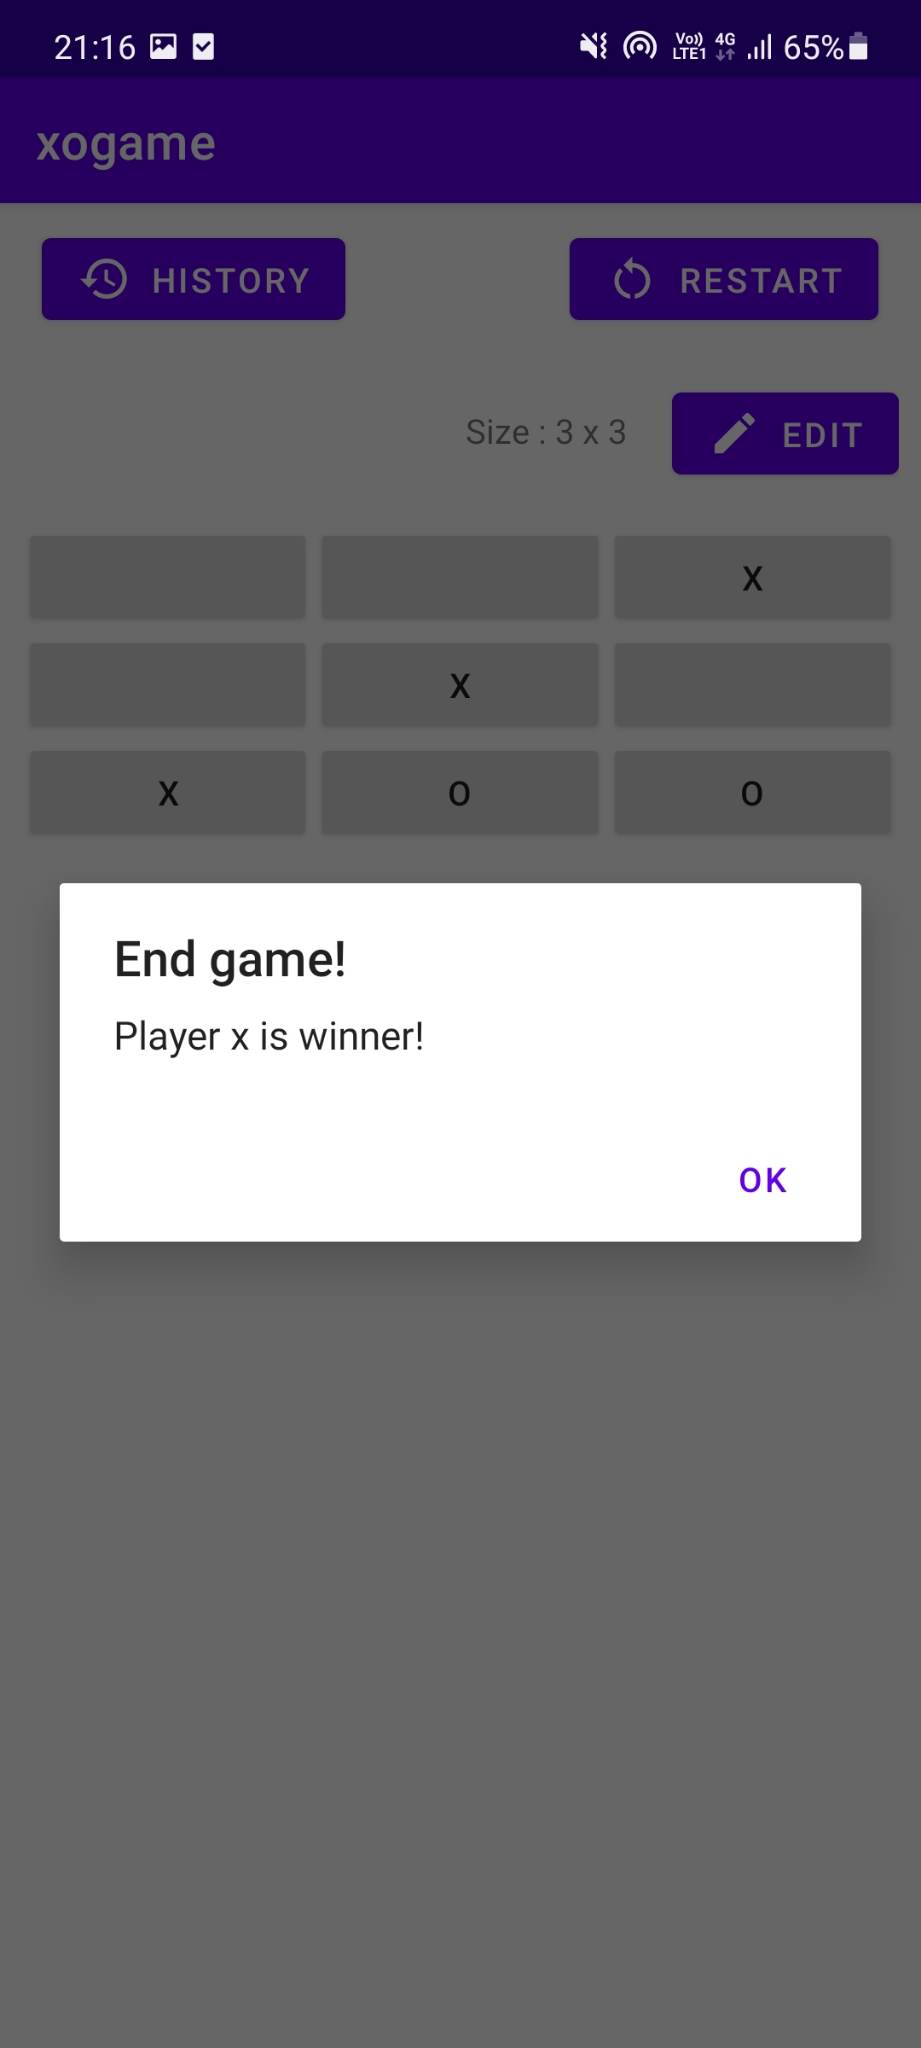 21:16 Vo)) LTE1 4G 65%
xogame
HISTORY RESTART
Size : 3 x 3 EDIT
X
X
X O O
End game!
Player x is winner!
OK